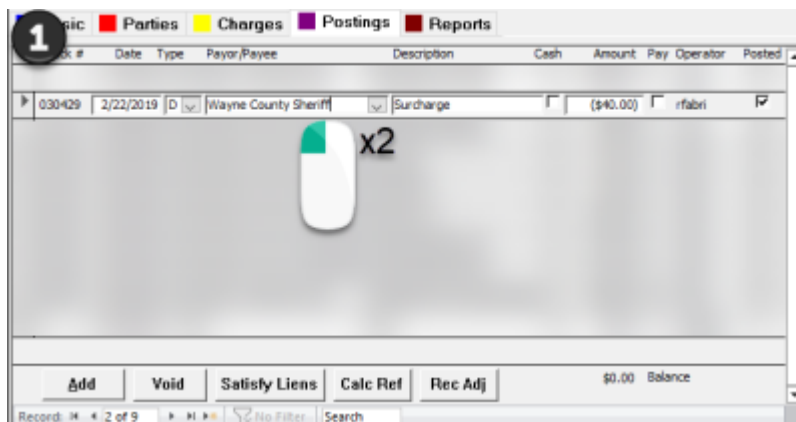 1
sic Parties Charges Postings Reports
ck # Date Type Payor/Payee Description Cash Amount Pay Operator Posted
030429 2/22/2019 D Wayne County Sheriff Surcharge ($40.00) rfabri
x2
Add Void Satisfy Liens Calc Ref Rec Adj $0.00 Balance
Record: 2 of 9 No Filter Search